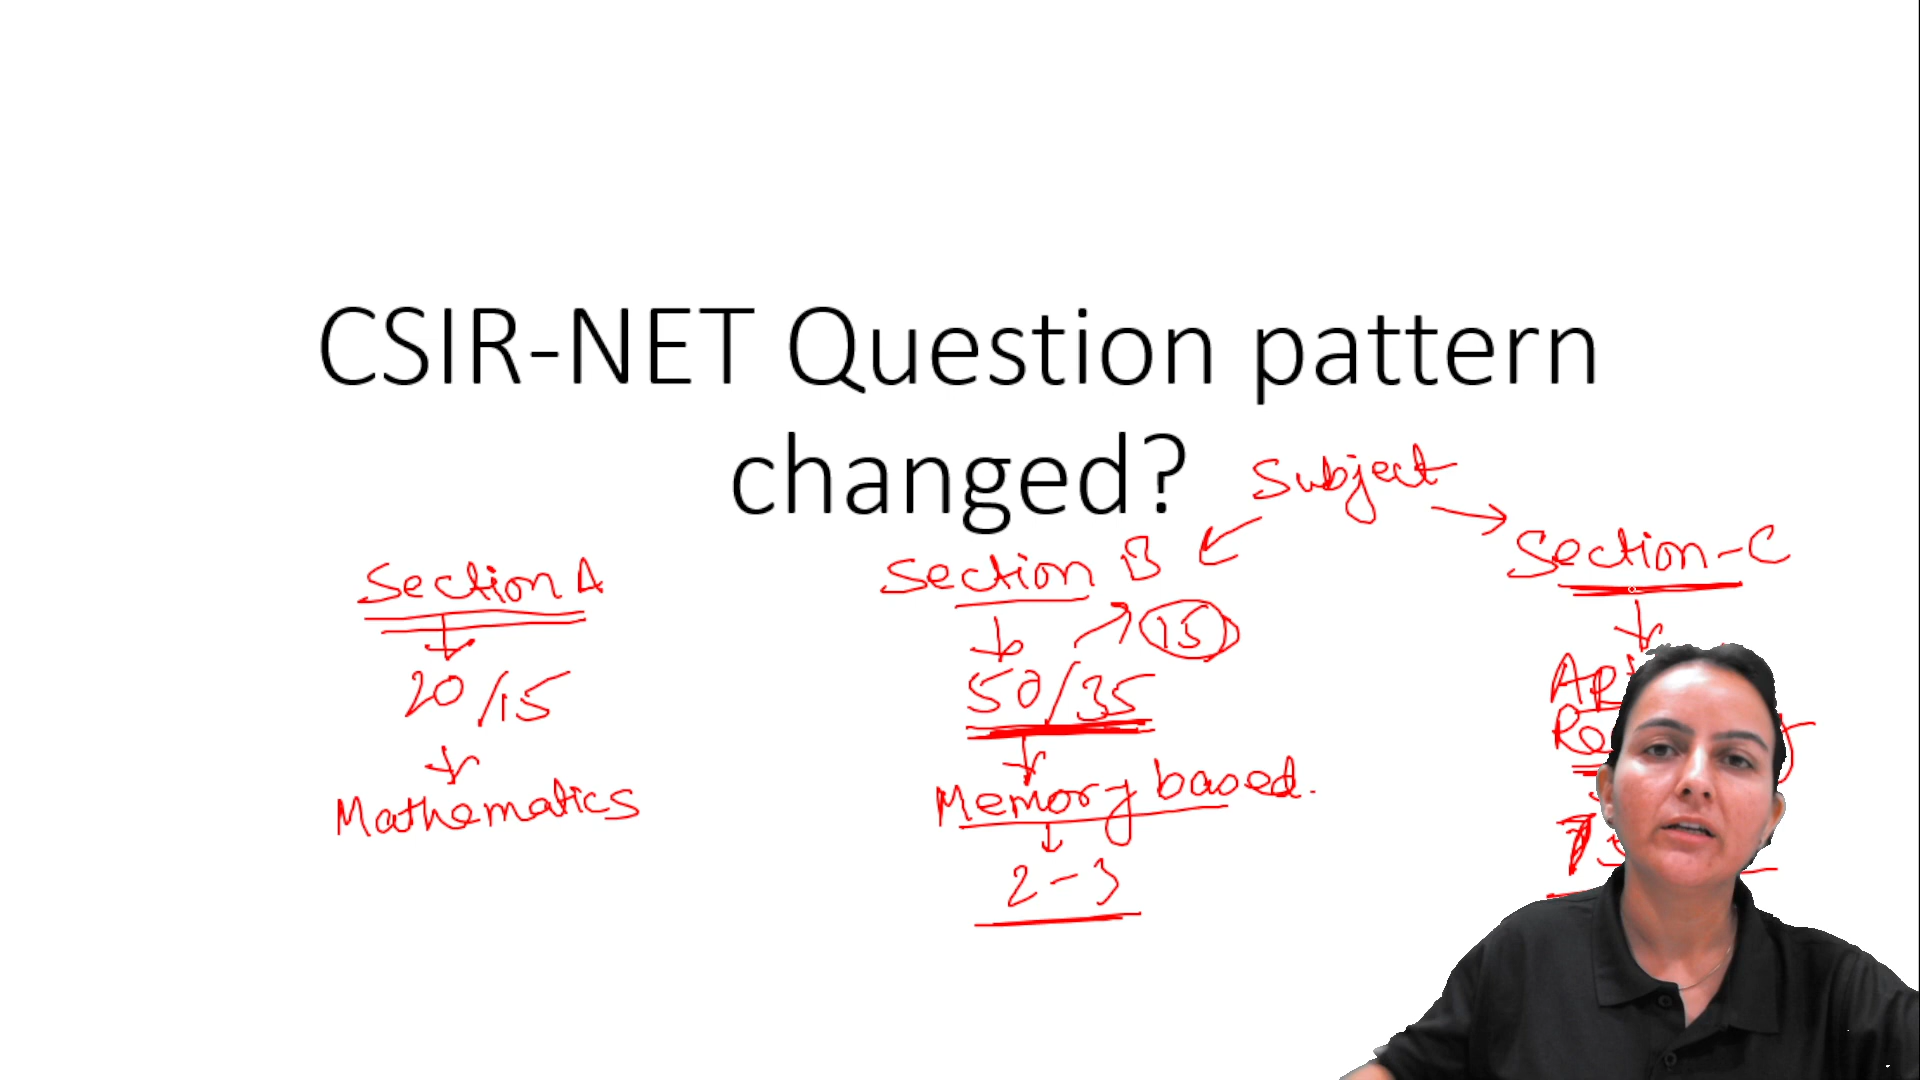 CSIR-NET Question pattern
changed?
Subject
Section A
Section B
Section-C
15
20/15
50/35
Mathematics
Memory based.
2-3